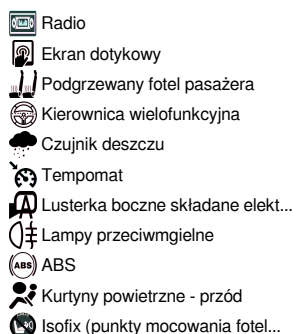 Radio
Ekran dotykowy
Podgrzewany fotel pasażera
Kierownica wielofunkcyjna
Czujnik deszczu
Tempomat
Lusterka boczne składane elekt...
Lampy przeciwmgielne
(ABS) ABS
Kurtyny powietrzne - przód
Isofix (punkty mocowania fotel...